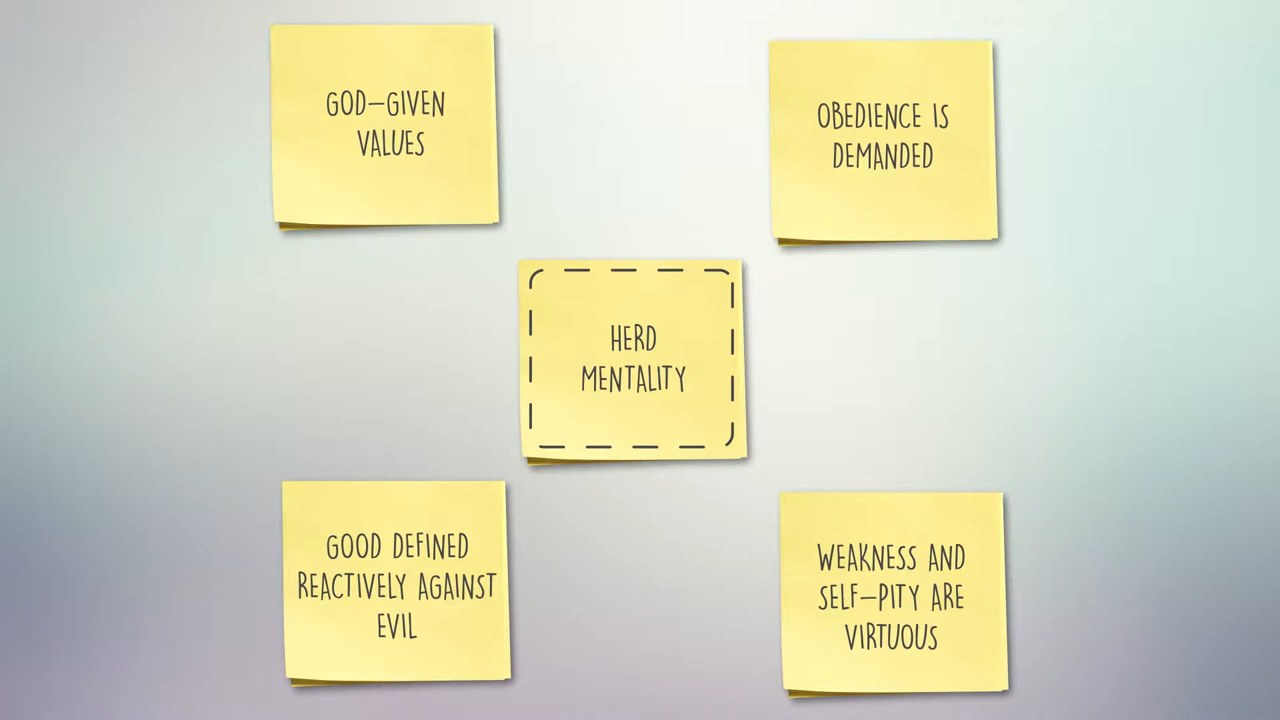 GOD-GIVEN
VALUES
OBEDIENCE IS
DEMANDED
HERD
MENTALITY
GOOD DEFINED
REACTIVELY AGAINST
EVIL
WEAKNESS AND
SELF-PITY ARE
VIRTUOUS